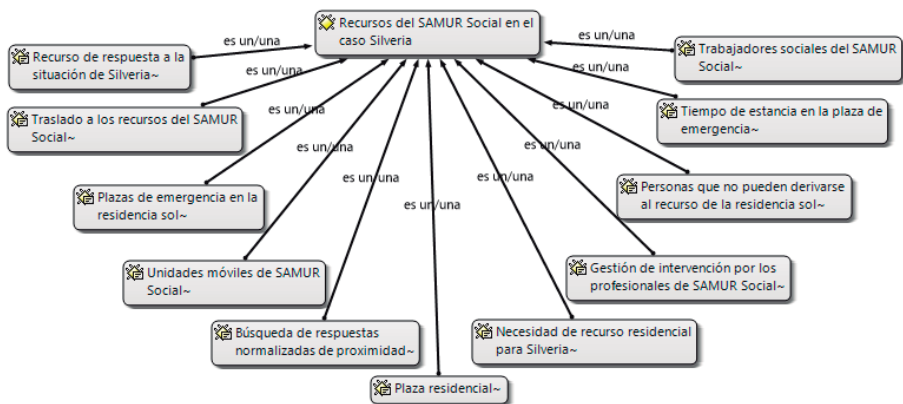 Recursos del SAMUR Social en el
caso Silveria
es un/una
es un/una
Recurso de respuesta a la
situación de Silveria~
Trabajadores sociales del SAMUR
Social~
es un/una
es un/una
Traslado a los recursos del SAMUR
Social~
Tiempo de estancia en la plaza de
emergencia~
es un/una
es un/una
es un/una
es un/una
Plazas de emergencia en la
residencia sol~
Personas que no pueden derivarse
al recurso de la residencia sol~
es un/una
es un/una
es un/una
Unidades móviles de SAMUR
Social~
Gestión de intervención por los
profesionales de SAMUR Social~
Búsqueda de respuestas
normalizadas de proximidad~
Necesidad de recurso residencial
para Silveria~
Plaza residencial~